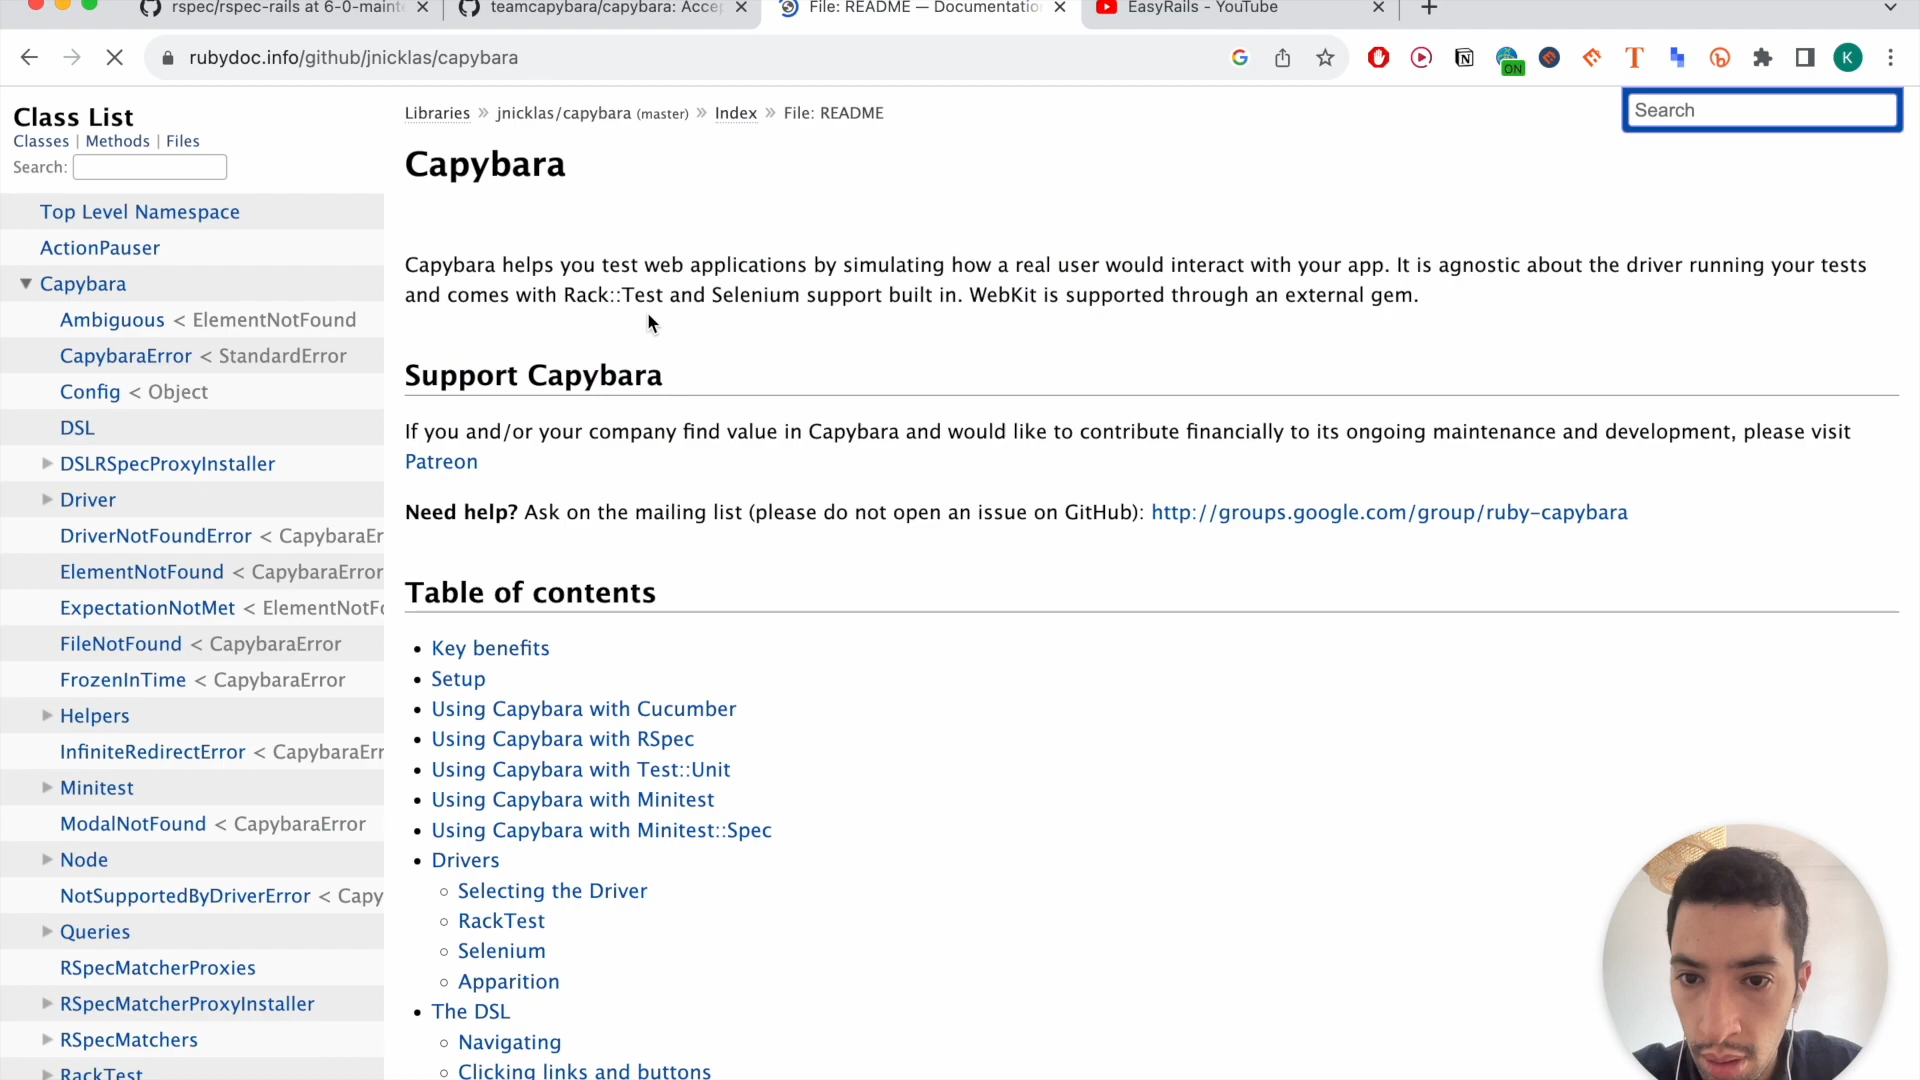 rspec/rspec-rails at 6-0-maint
teamcapybara/capybara: Acce
File: README — Documentatio
EasyRails - YouTube
rubydoc.info/github/jnicklas/capybara
ON
K
Class List
Classes | Methods | Files
Search:
Top Level Namespace
ActionPauser
Capybara
Ambiguous < ElementNotFound
CapybaraError < StandardError
Config < Object
DSL
DSLRSpecProxyInstaller
Driver
DriverNotFoundError < CapybaraEr
ElementNotFound < CapybaraError
ExpectationNotMet < ElementNotFo
FileNotFound < CapybaraError
FrozenInTime < CapybaraError
Helpers
InfiniteRedirectError < CapybaraErr
Minitest
ModalNotFound < CapybaraError
Node
NotSupportedByDriverError < Capy
Queries
RSpecMatcherProxies
RSpecMatcherProxyInstaller
RSpecMatchers
RackTest
Libraries » jnicklas/capybara (master) » Index » File: README
Search
Capybara
Capybara helps you test web applications by simulating how a real user would interact with your app. It is agnostic about the driver running your tests
and comes with Rack::Test and Selenium support built in. WebKit is supported through an external gem.
Support Capybara
If you and/or your company find value in Capybara and would like to contribute financially to its ongoing maintenance and development, please visit
Patreon
Need help? Ask on the mailing list (please do not open an issue on GitHub): http://groups.google.com/group/ruby-capybara
Table of contents
• Key benefits
• Setup
• Using Capybara with Cucumber
• Using Capybara with RSpec
• Using Capybara with Test::Unit
• Using Capybara with Minitest
• Using Capybara with Minitest::Spec
• Drivers
○ Selecting the Driver
○ RackTest
○ Selenium
○ Apparition
• The DSL
○ Navigating
○ Clicking links and buttons